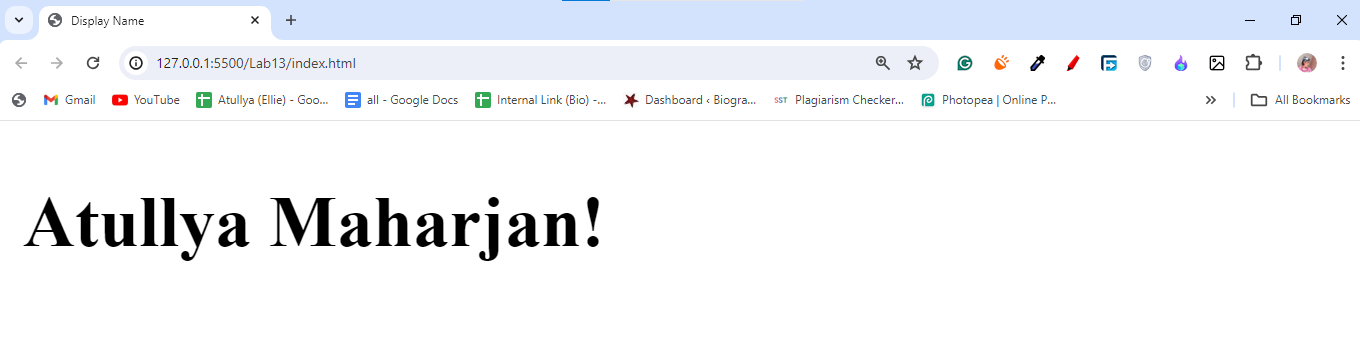 Display Name
127.0.0.1:5500/Lab13/index.html
Gmail YouTube Atullya (Ellie) - Goo... all - Google Docs Internal Link (Bio) -... Dashboard ‹ Biogra... SST Plagiarism Checker... Photopea | Online P... » All Bookmarks
Atullya Maharjan!